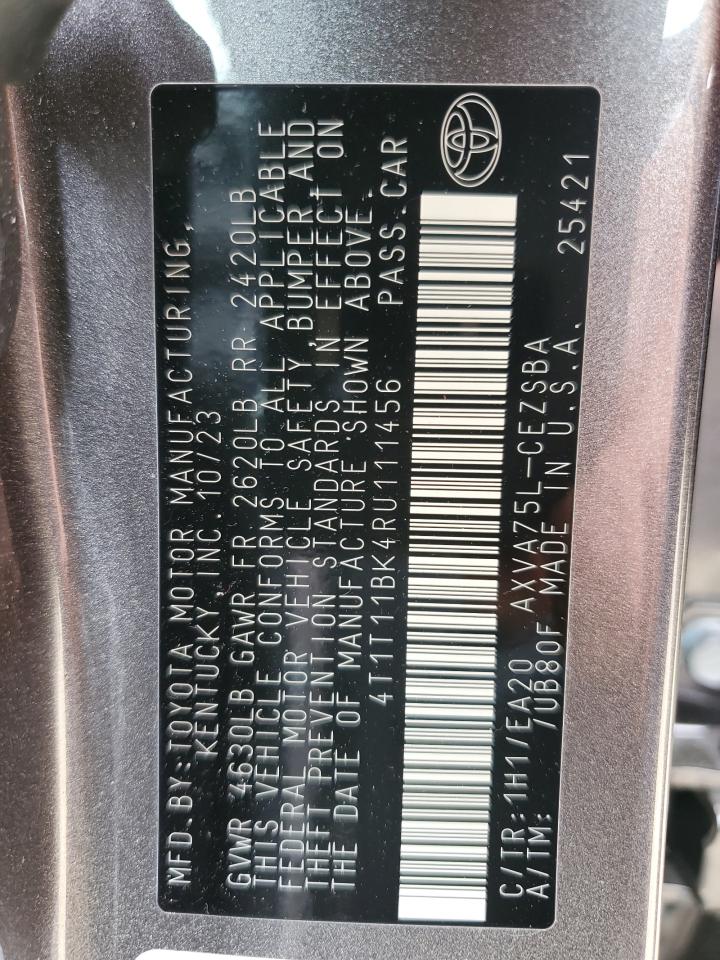 MFD.BY:TOYOTA MOTOR MANUFACTURING,
KENTUCKY,INC.10/23
GVWR 4630LB GAWR FR 2620LB RR 2420LB
THIS VEHICLE CONFORMS TO ALL APPLICABLE
FEDERAL MOTOR VEHICLE SAFETY,BUMPER AND
THEFT PREVENTION STANDARDS IN EFFECT ON
THE DATE OF MANUFACTURE SHOWN ABOVE.
4T1T11BK4RU111456 PASS.CAR
C/TR:1H1/EA20 AXVA75L-CEZSBA
A/TM: /UB80F MADE IN U.S.A. 25421